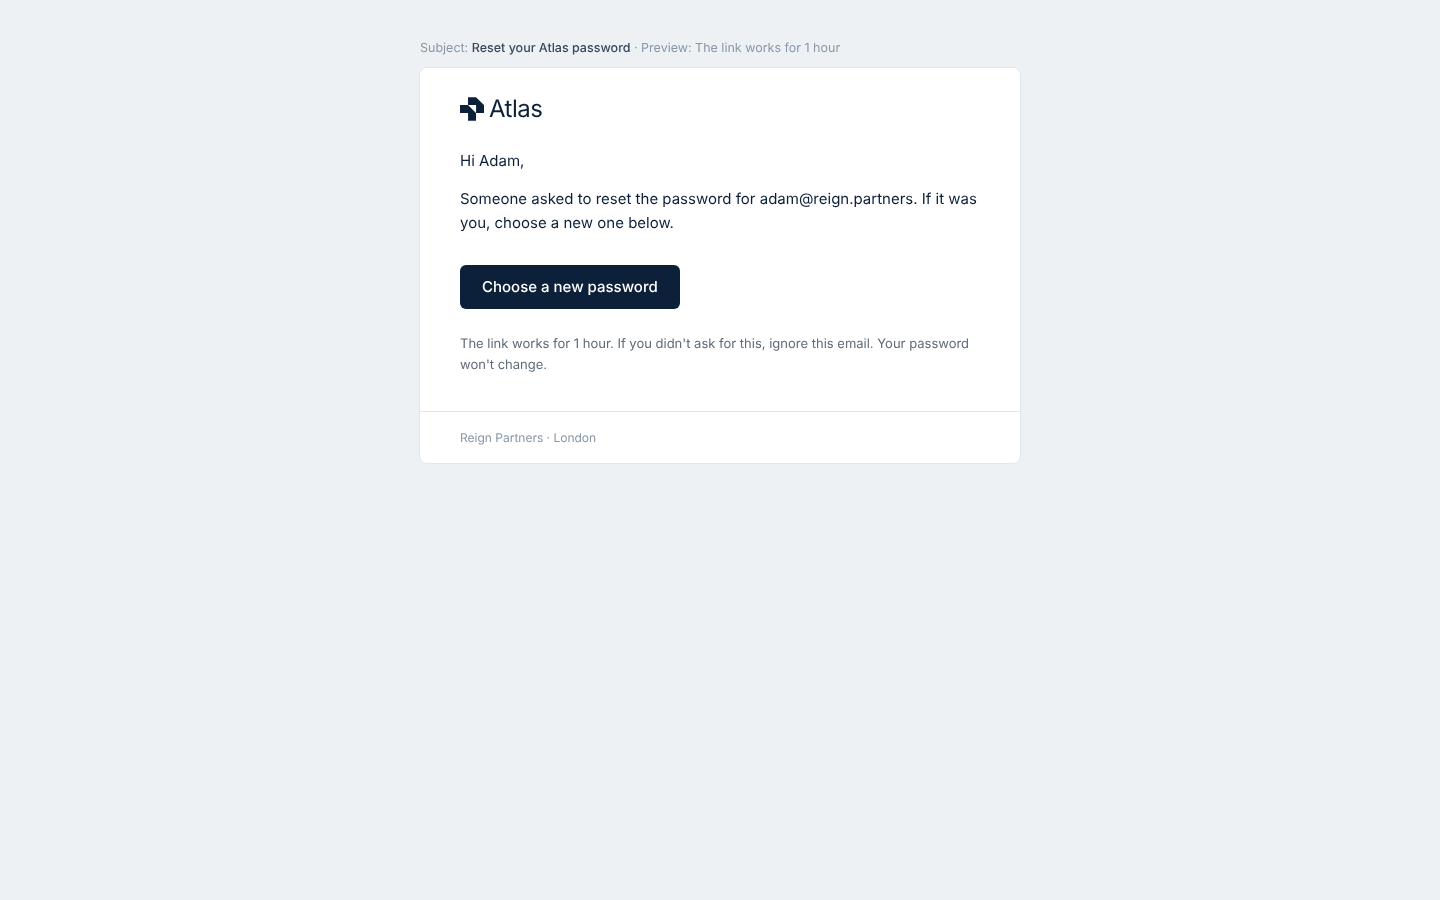 Subject: Reset your Atlas password · Preview: The link works for 1 hour
Atlas
Hi Adam,
Someone asked to reset the password for adam@reign.partners. If it was
you, choose a new one below.
Choose a new password
The link works for 1 hour. If you didn't ask for this, ignore this email. Your password
won't change.
Reign Partners · London